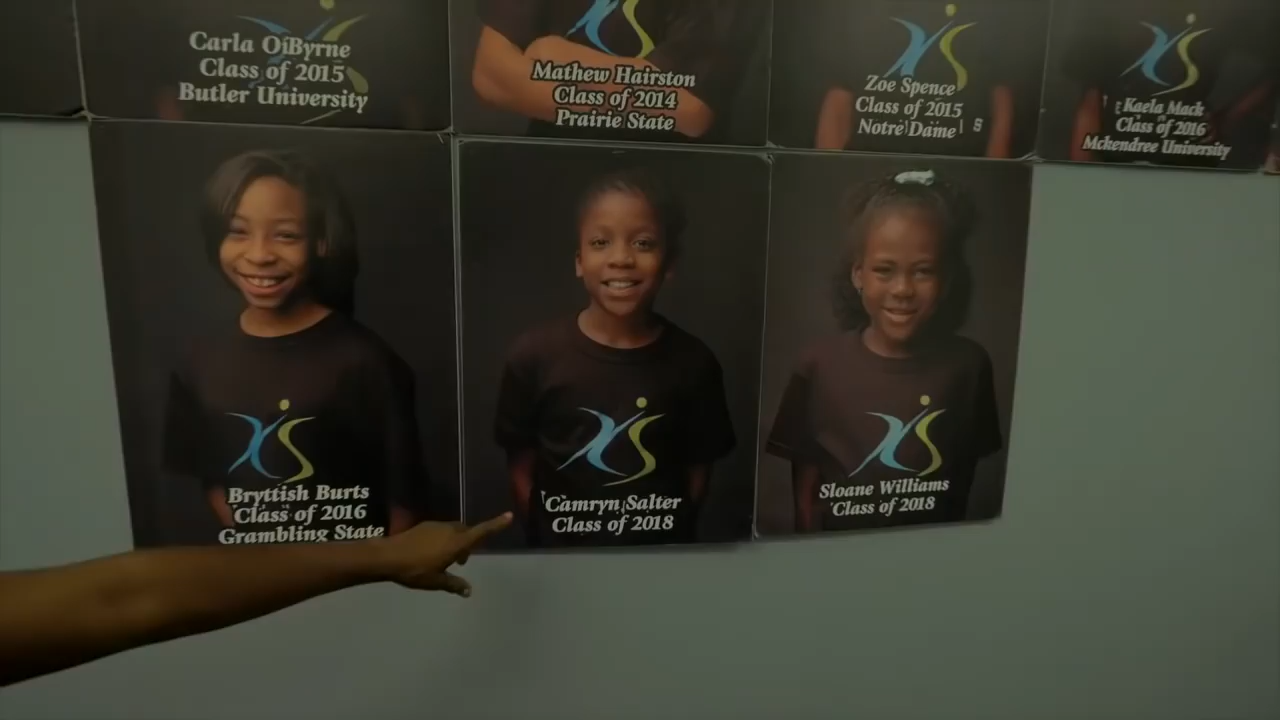 Carla O'Byrne
Class of 2015
Butler University
Mathew Hairston
Class of 2014
Prairie State
Zoe Spence
Class of 2015
Notre Dame
Kaela Mack
Class of 2016
Mckendree University
Bryttish Burts
Class of 2016
Grambling State
Camryn Salter
Class of 2018
Sloane Williams
Class of 2018